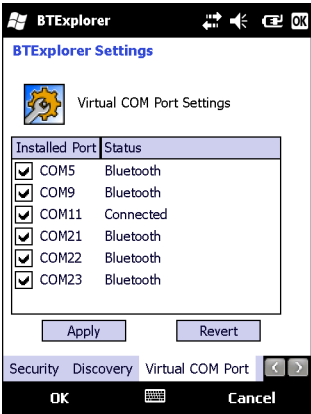 BTExplorer OK
BTExplorer Settings
Virtual COM Port Settings
Installed Port Status
COM5 Bluetooth
COM9 Bluetooth
COM11 Connected
COM21 Bluetooth
COM22 Bluetooth
COM23 Bluetooth
Apply Revert
Security Discovery Virtual COM Port
OK Cancel